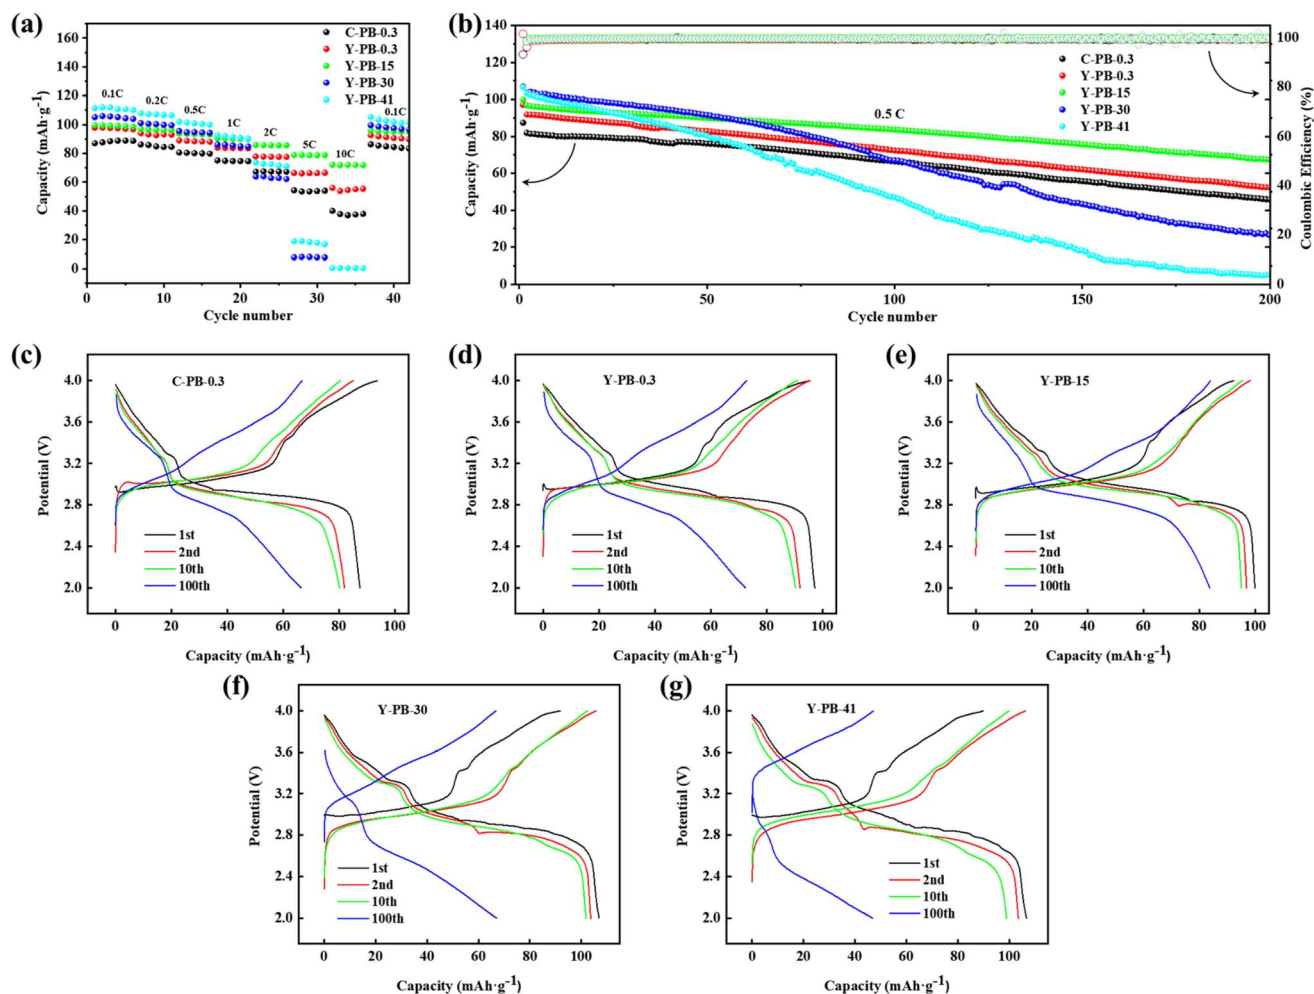 (a)
160
140
120
100
80
60
40
20
0
Capacity (mAh·g-1)
0 10 20 30 40
Cycle number
C-PB-0.3
Y-PB-0.3
Y-PB-15
Y-PB-30
Y-PB-41
0.1C
0.2C
0.5C
1C
2C
5C
10C
0.1C
(b)
140
120
100
80
60
40
20
0
Capacity (mAh·g-1)
1 50 100 150 200
Cycle number
0.5 C
C-PB-0.3
Y-PB-0.3
Y-PB-15
Y-PB-30
Y-PB-41
100
80
60
40
20
0
Coulombic Efficiency (%)
(c)
C-PB-0.3
4.0
3.6
3.2
2.8
2.4
2.0
Potential (V)
1st
2nd
10th
100th
0 20 40 60 80 100
Capacity (mAh·g-1)
(d)
Y-PB-0.3
4.0
3.6
3.2
2.8
2.4
2.0
Potential (V)
1st
2nd
10th
100th
0 20 40 60 80 100
Capacity (mAh·g-1)
(e)
Y-PB-15
4.0
3.6
3.2
2.8
2.4
2.0
Potential (V)
1st
2nd
10th
100th
0 20 40 60 80 100
Capacity (mAh·g-1)
(f)
Y-PB-30
4.0
3.6
3.2
2.8
2.4
2.0
Potential (V)
1st
2nd
10th
100th
0 20 40 60 80 100
Capacity (mAh·g-1)
(g)
Y-PB-41
4.0
3.6
3.2
2.8
2.4
2.0
Potential (V)
1st
2nd
10th
100th
0 20 40 60 80 100
Capacity (mAh·g-1)